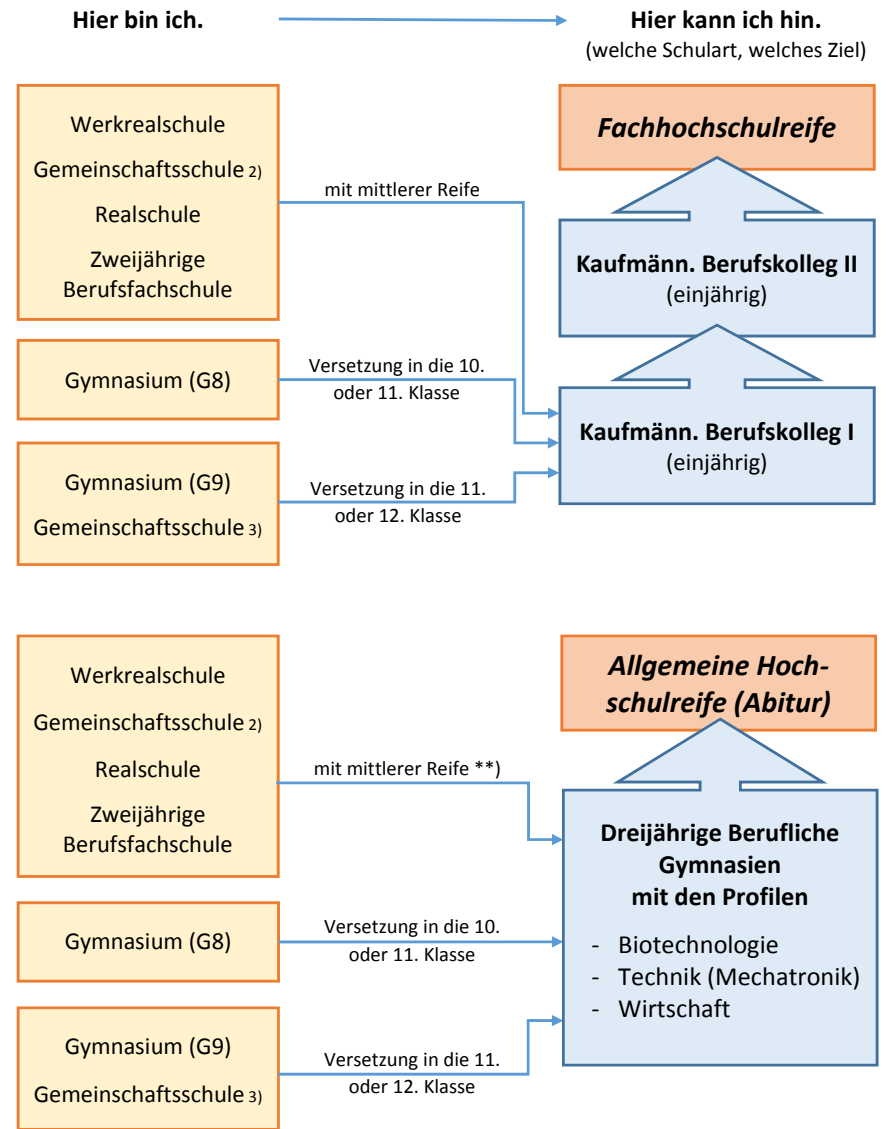 Hier bin ich.
Hier kann ich hin.
(welche Schulart, welches Ziel)
Werkrealschule
Gemeinschaftsschule 2)
Realschule
Zweijährige
Berufsfachschule
mit mittlerer Reife
Fachhochschulreife
Kaufmänn. Berufskolleg II
(einjährig)
Gymnasium (G8)
Versetzung in die 10.
oder 11. Klasse
Kaufmänn. Berufskolleg I
(einjährig)
Gymnasium (G9)
Gemeinschaftsschule 3)
Versetzung in die 11.
oder 12. Klasse
Werkrealschule
Gemeinschaftsschule 2)
Realschule
Zweijährige
Berufsfachschule
mit mittlerer Reife **)
Allgemeine Hoch-
schulreife (Abitur)
Dreijährige Berufliche
Gymnasien
mit den Profilen
- Biotechnologie
- Technik (Mechatronik)
- Wirtschaft
Gymnasium (G8)
Versetzung in die 10.
oder 11. Klasse
Gymnasium (G9)
Gemeinschaftsschule 3)
Versetzung in die 11.
oder 12. Klasse